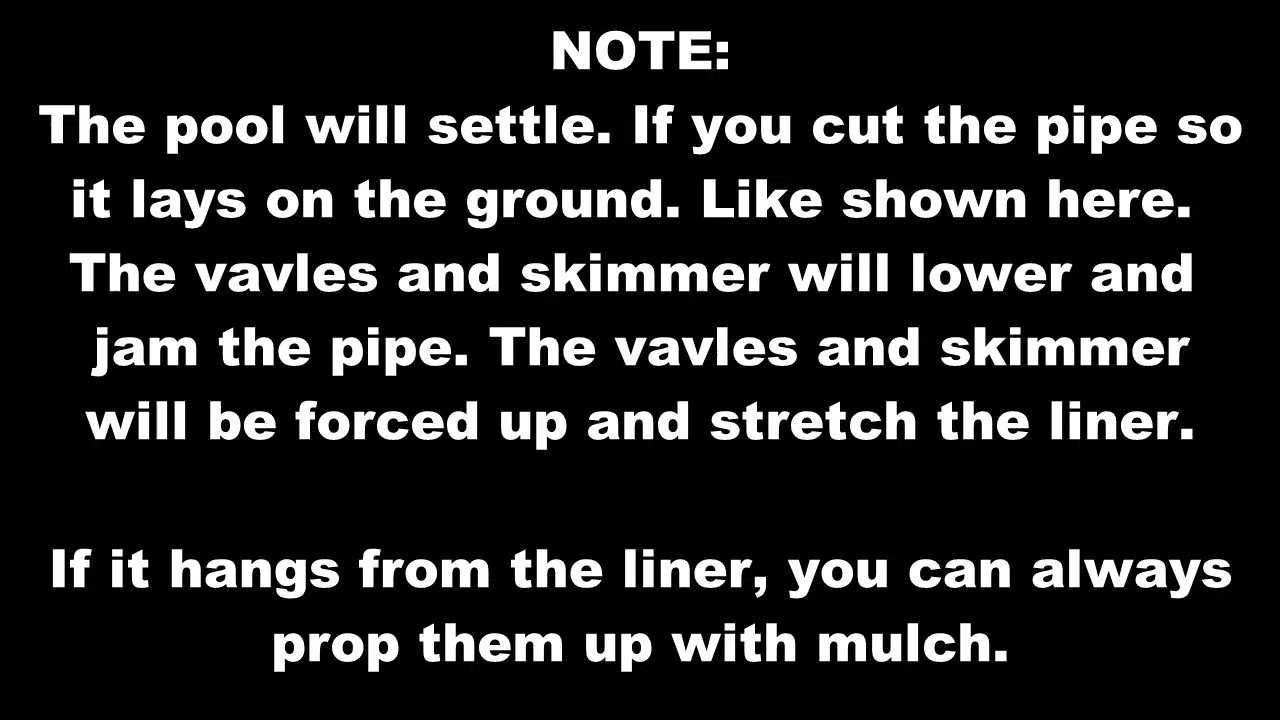 NOTE:
The pool will settle. If you cut the pipe so
it lays on the ground. Like shown here.
The vavles and skimmer will lower and
jam the pipe. The vavles and skimmer
will be forced up and stretch the liner.
If it hangs from the liner, you can always
prop them up with mulch.